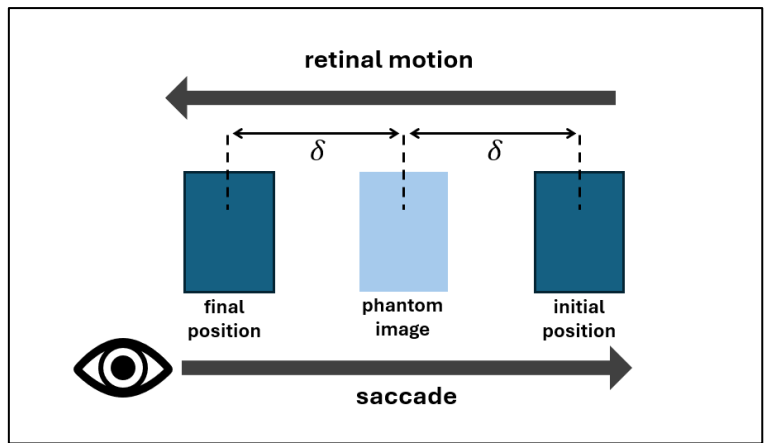 retinal motion
δ
δ
final
position
phantom
image
initial
position
saccade